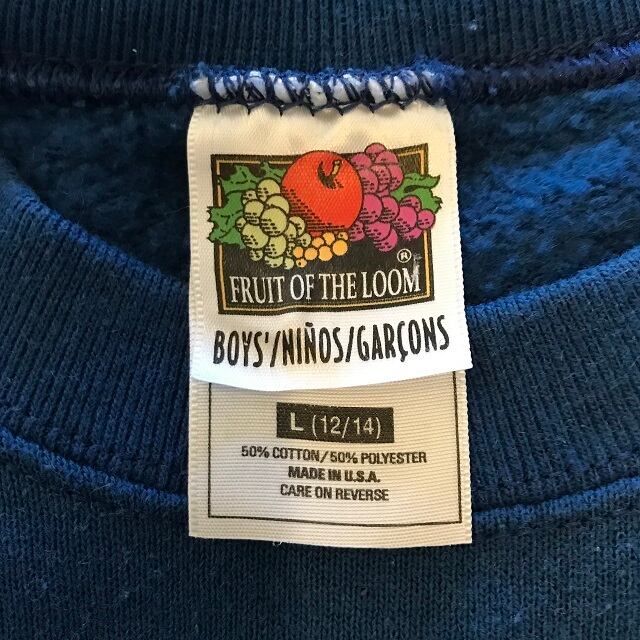 ®
FRUIT OF THE LOOM
BOYS'/NIÑOS/GARÇONS
L (12/14)
50% COTTON/50% POLYESTER
MADE IN U.S.A.
CARE ON REVERSE